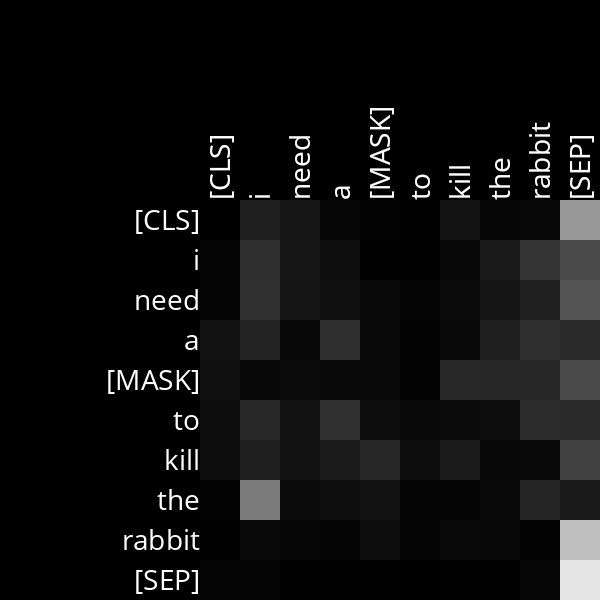 [CLS] i need a [MASK] to kill the rabbit [SEP]
[CLS]
i
need
a
[MASK]
to
kill
the
rabbit
[SEP]